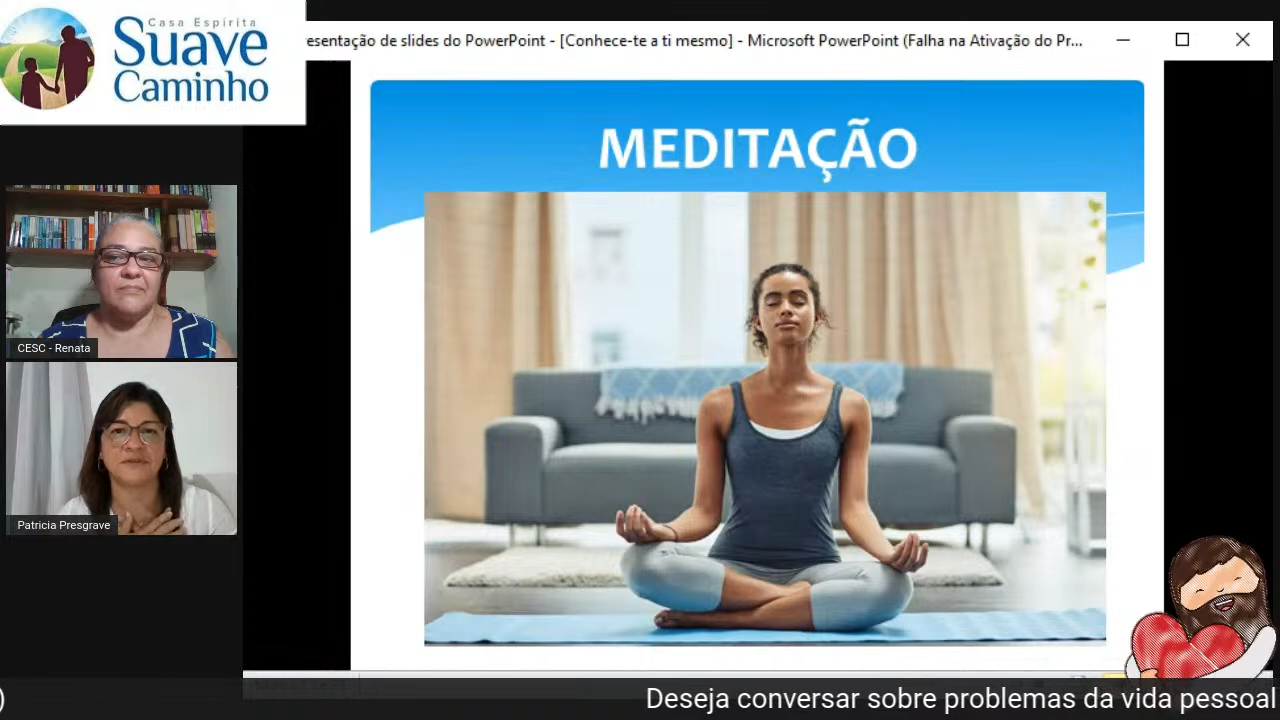 Casa Espírita
Suave
Caminho
esentação de slides do PowerPoint - [Conhece-te a ti mesmo] - Microsoft PowerPoint (Falha na Ativação do Pr...
MEDITAÇÃO
CESC - Renata
Patricia Presgrave
) Deseja conversar sobre problemas da vida pessoal